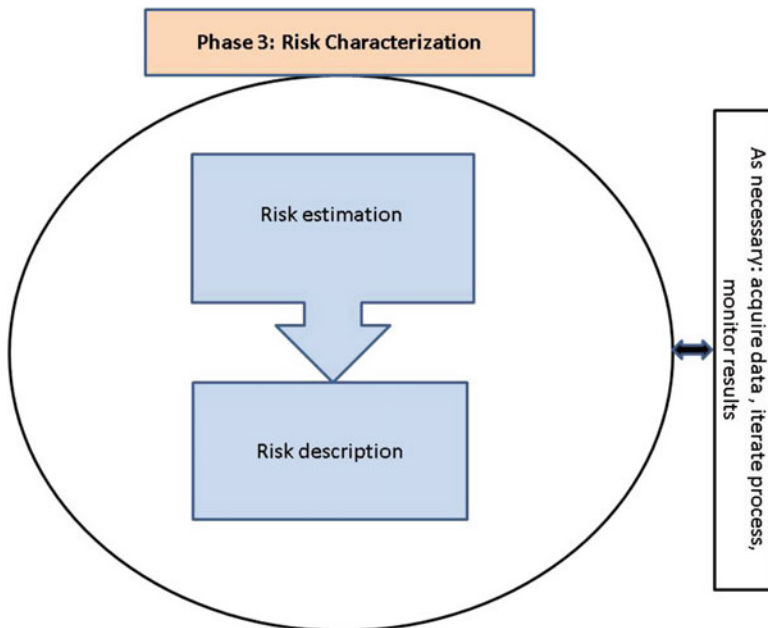 Phase 3: Risk Characterization
Risk estimation
Risk description
As necessary: acquire data , iterate process,
monitor results